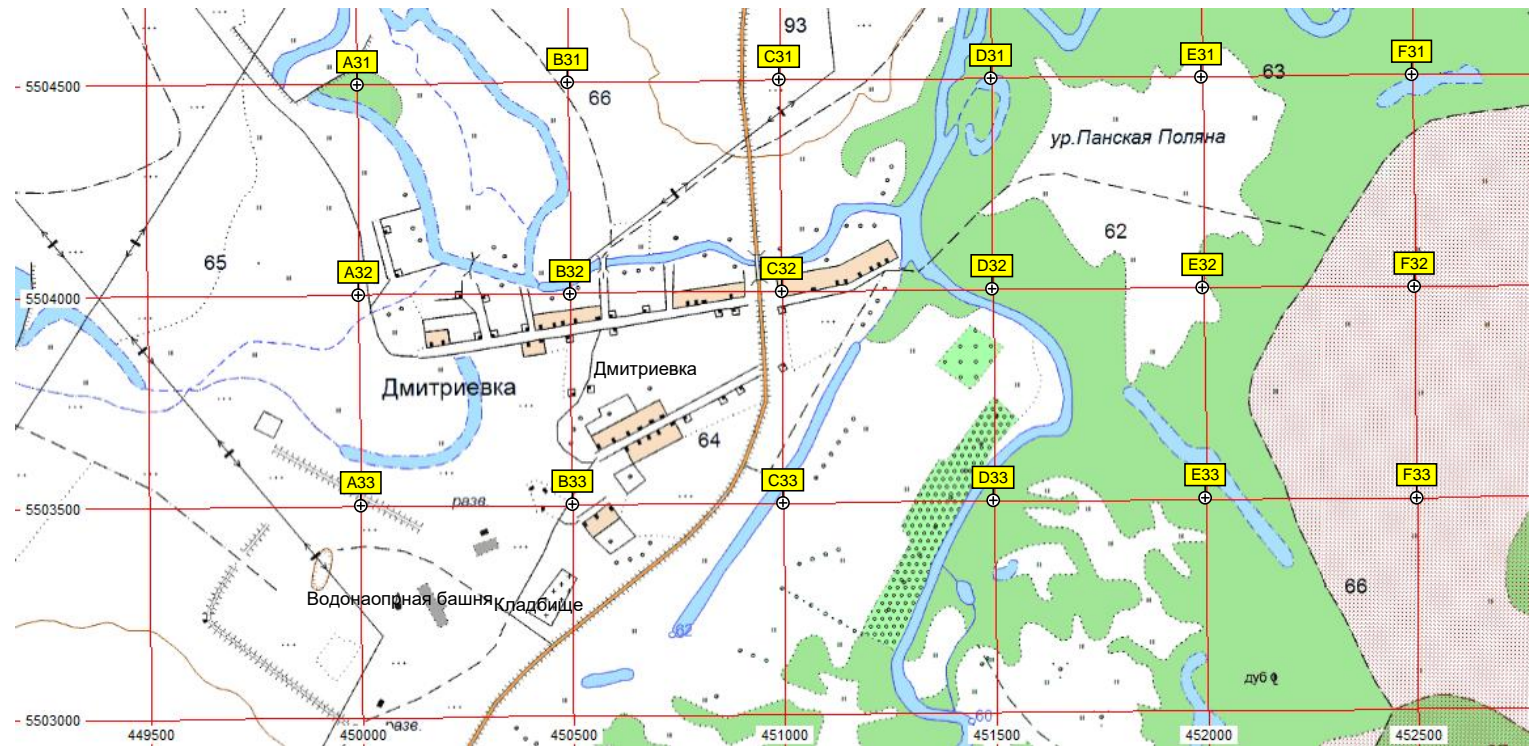 93
A31
B31
C31
D31
E31
F31
63
5504500
66
ур.Панская Поляна
62
65
A32
B32
C32
D32
E32
F32
5504000
Дмитриевка
Дмитриевка
64
A33
B33
C33
D33
E33
F33
разв.
5503500
66
Водонаопрная башня
Кладбище
62
дуб
60
5503000
разв.
449500
450000
450500
451000
451500
452000
452500